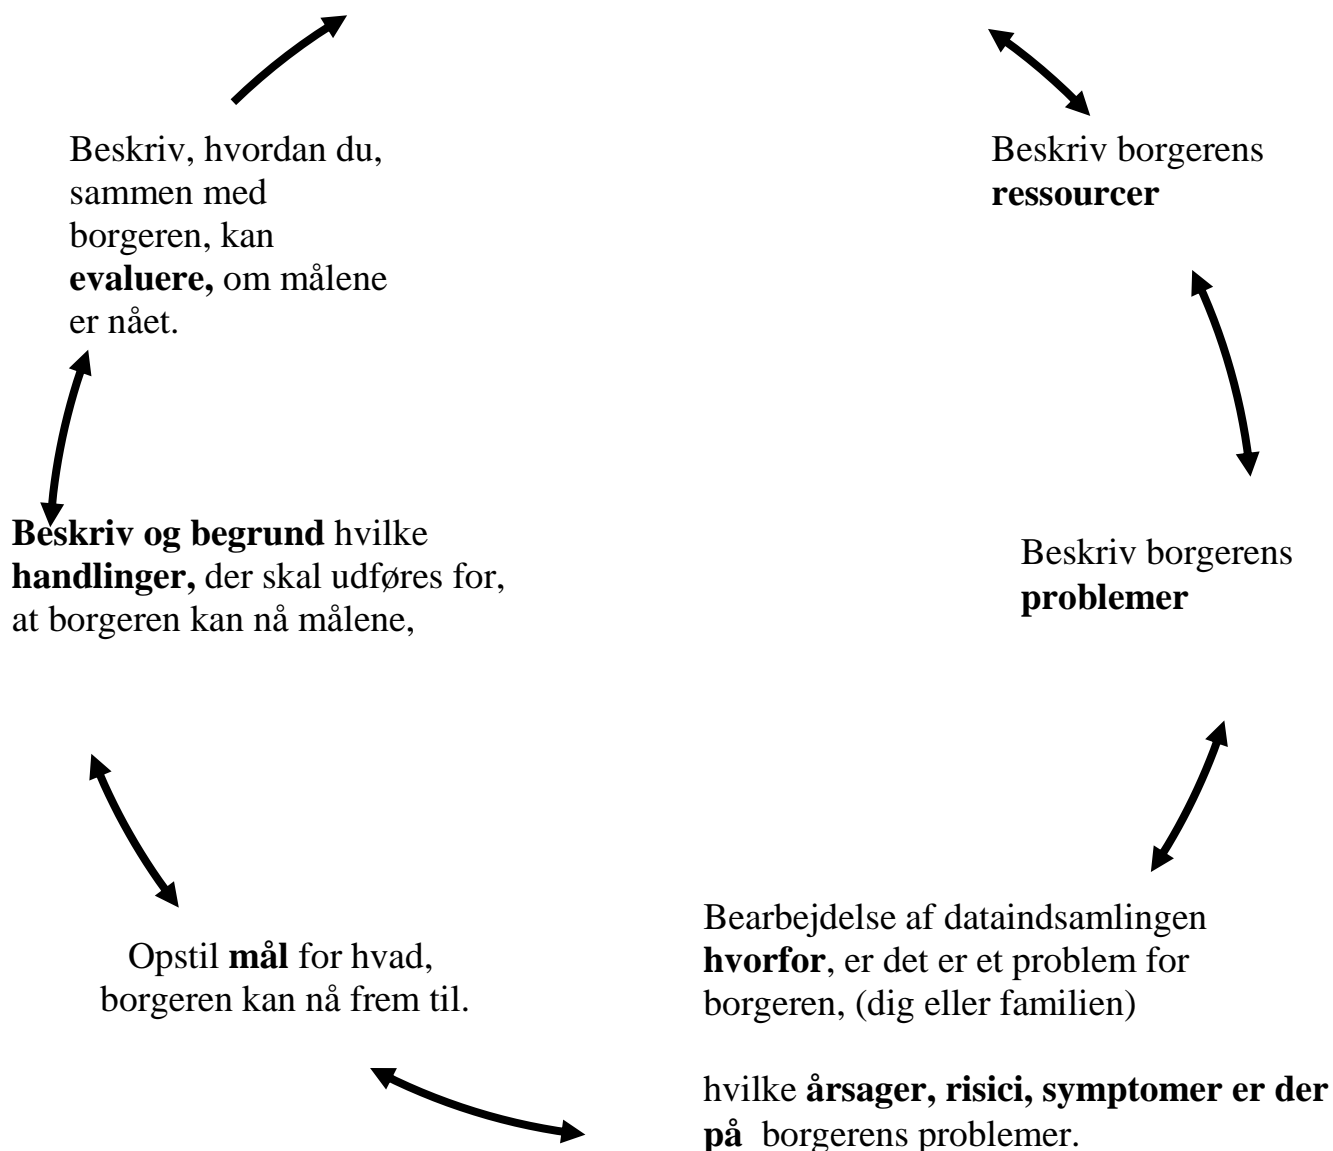 Beskriv, hvordan du,
sammen med
borgeren, kan
evaluere, om målene
er nået.
Beskriv borgerens
ressourcer
Beskriv og begrund hvilke
handlinger, der skal udføres for,
at borgeren kan nå målene,
Beskriv borgerens
problemer
Opstil mål for hvad,
borgeren kan nå frem til.
Bearbejdelse af dataindsamlingen
hvorfor, er det er et problem for
borgeren, (dig eller familien)
hvilke årsager, risici, symptomer er der
på borgerens problemer.